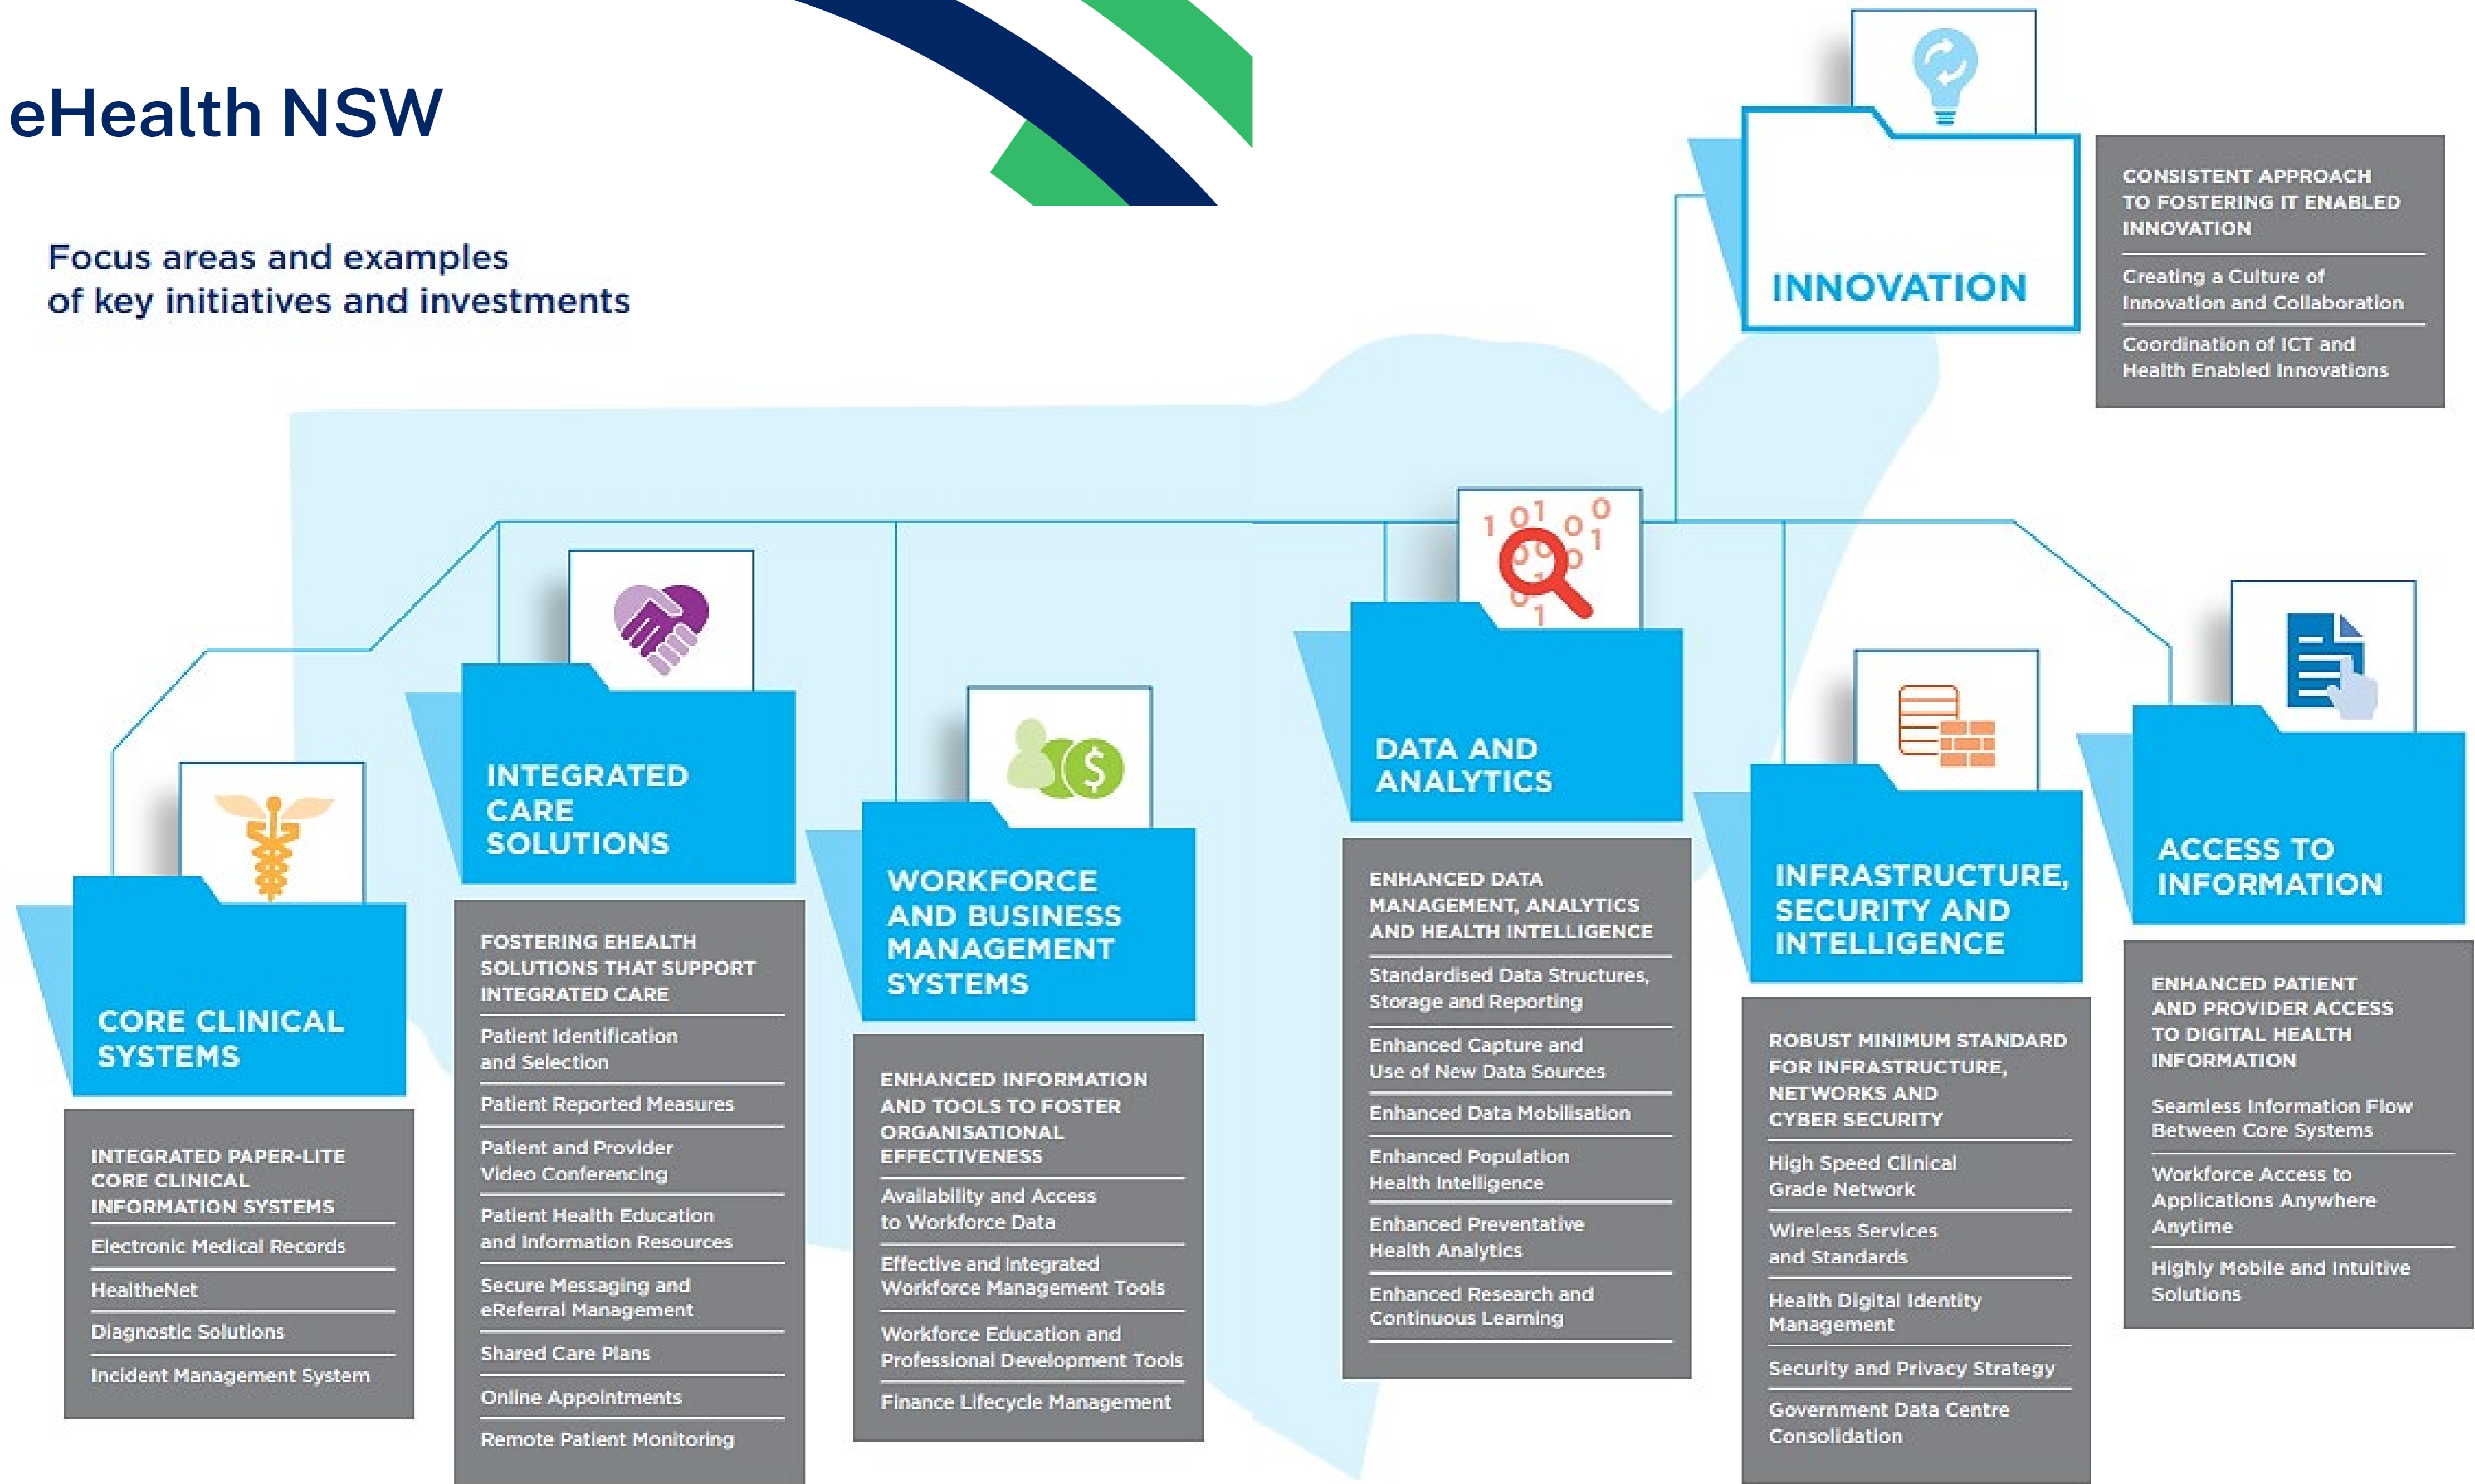 eHealth NSW
Focus areas and examples
of key initiatives and investments
INNOVATION
CONSISTENT APPROACH
TO FOSTERING IT ENABLED
INNOVATION
Creating a Culture of
Innovation and Collaboration
Coordination of ICT and
Health Enabled Innovations
CORE CLINICAL
SYSTEMS
INTEGRATED PAPER-LITE
CORE CLINICAL
INFORMATION SYSTEMS
Electronic Medical Records
HealtheNet
Diagnostic Solutions
Incident Management System
INTEGRATED
CARE
SOLUTIONS
FOSTERING EHEALTH
SOLUTIONS THAT SUPPORT
INTEGRATED CARE
Patient Identification
and Selection
Patient Reported Measures
Patient and Provider
Video Conferencing
Patient Health Education
and Information Resources
Secure Messaging and
eReferral Management
Shared Care Plans
Online Appointments
Remote Patient Monitoring
$
WORKFORCE
AND BUSINESS
MANAGEMENT
SYSTEMS
ENHANCED INFORMATION
AND TOOLS TO FOSTER
ORGANISATIONAL
EFFECTIVENESS
Availability and Access
to Workforce Data
Effective and Integrated
Workforce Management Tools
Workforce Education and
Professional Development Tools
Finance Lifecycle Management
1 101 0 0
00 0 1
1
0 1
DATA AND
ANALYTICS
ENHANCED DATA
MANAGEMENT, ANALYTICS
AND HEALTH INTELLIGENCE
Standardised Data Structures,
Storage and Reporting
Enhanced Capture and
Use of New Data Sources
Enhanced Data Mobilisation
Enhanced Population
Health Intelligence
Enhanced Preventative
Health Analytics
Enhanced Research and
Continuous Learning
INFRASTRUCTURE,
SECURITY AND
INTELLIGENCE
ROBUST MINIMUM STANDARD
FOR INFRASTRUCTURE,
NETWORKS AND
CYBER SECURITY
High Speed Clinical
Grade Network
Wireless Services
and Standards
Health Digital Identity
Management
Security and Privacy Strategy
Government Data Centre
Consolidation
ACCESS TO
INFORMATION
ENHANCED PATIENT
AND PROVIDER ACCESS
TO DIGITAL HEALTH
INFORMATION
Seamless Information Flow
Between Core Systems
Workforce Access to
Applications Anywhere
Anytime
Highly Mobile and Intuitive
Solutions